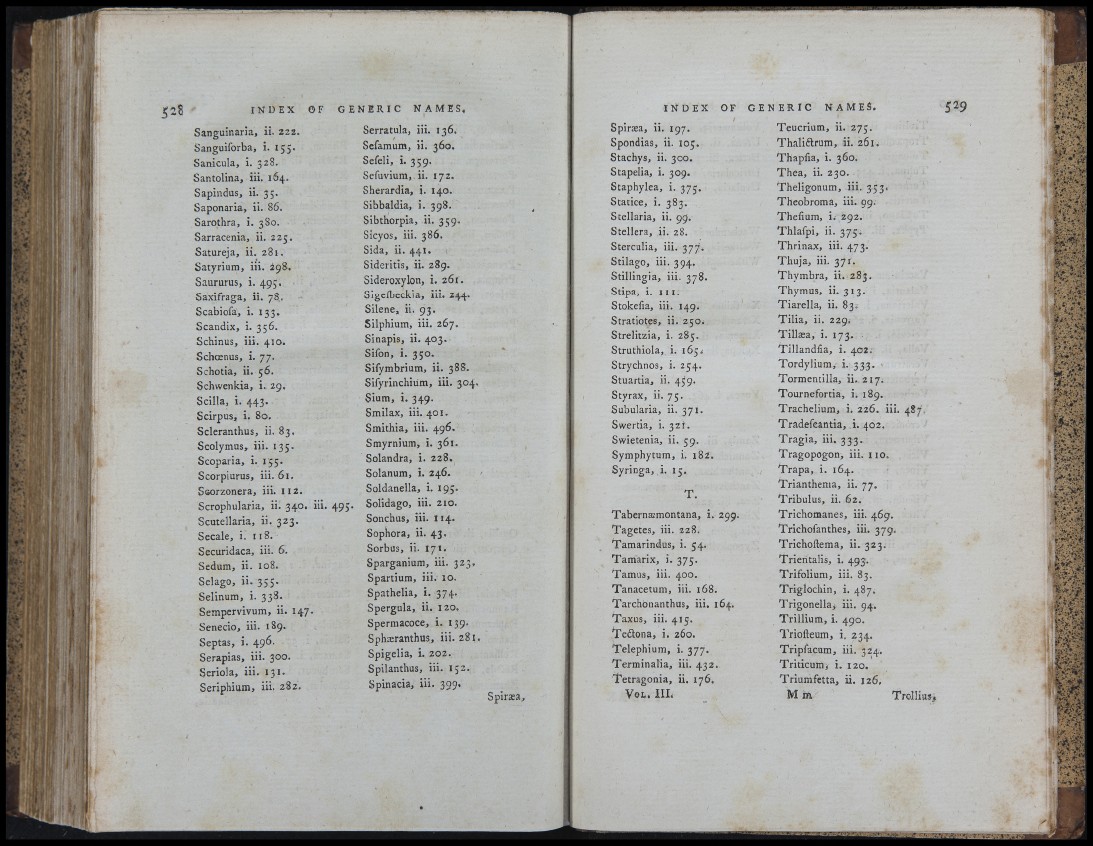 528 INDEX OF GENERIC NAMES.
Sanguinaria, ii. 222.
Sanguiſorba, i. 155.
Sanicula, i. 328.
Santolina, iii. 164.
Sapindus, ii. 35.
Saponaria, ii. 86.
Sarothra, i. 380.
Sarracenia, ii. 225.
Satureja, ii. 281.
Satyrium, iii. 298.
Saururus, i. 495.
Saxifraga, ii. 78.
Scabioſa, i. 133.
Scandix, i. 356.
Schinus, iii. 410.
Schœnus, i. 77.
Schotia, ii. 56.
Schwenkia, i. 29.
Scilla, i. 443.
Scirpus, i. 80.
Scleranthus, ii. 83.
Scolymus, iii. 135.
Scoparia, i. 155.
Scorpiurus, iii. 61.
Scorzonera, iii. 112.
Scrophularia, ii. 340. iii. 495.
Scutellaria, ii. 323.
Secale, i. 118.
Securidaca, iii. 6.
Sedum, ii. 108.
Selago, ii. 355.
Selinum, i. 338.
Sempervivum, ii. 147.
Senecio, iii. 189.
Septas, i. 496.
Serapias, iii. 300.
Seriola, iii. 131.
Seriphium, iii. 282.
Serratula, iii. 136.
Seſamum, ii. 360.
Seſeli, i. 359.
Seſuvium, ii. 172.
Sherardia, i. 140.
Sibbaldia, i. 398.
Sibthorpia, ii. 359.
Sicyos, iii. 386.
Sida, ii. 441.
Sideritis, ii. 289.
Sideroxylon, i. 261.
Sigeſbeckia, iii. 244.
Silene, ii. 93.
Silphium, iii. 267.
Sinapis, ii. 403.
Siſon, i. 350.
Siſymbrium, ii. 388.
Siſyrinchium, iii. 304.
Sium, i. 349.
Smilax, iii. 401.
Smithia, iii. 496.
Smyrnium, i. 361.
Solandra, i. 228.
Solanum, i. 246.
Soldanella, i. 195.
Solidago, iii. 210.
Sonchus, iii. 114.
Sophora, ii. 43.
Sorbus, ii. 171.
Sparganium, iii. 323.
Spartium, iii. 10.
Spathelia, i. 374.
Spergula, ii. 120.
Spermacoce, i. 139.
Sphæranthus, iii. 281.
Spigelia, i. 202.
Spilanthus, iii. 152.
Spinacia, iii. 399.
Spiræa,
INDEX OF GENERIC NAMES. 529
Spiræa, ii. 197.
Spondias, ii. 105.
Stachys, ii. 300.
Stapelia, i. 309.
Staphylea, i. 375.
Statice, i. 383.
Stellaria, ii. 99.
Stellera, ii. 28.
Sterculia, iii. 377.
Stilago, iii. 394.
Stillingia, iii. 378.
Stipa, i. 111.
Stokeſia, iii. 149.
Stratiotes, ii. 250.
Strelitzia, i. 285.
Struthiola, i. 165.
Strychnos, i. 254.
Stuartia, ii. 459.
Styrax, ii. 75.
Subularia, ii. 371.
Swertia, i. 321.
Swietenia, ii. 59.
Symphytum, i. 182.
Syringa, i. 15.
T.
Tabernæmontana, i. 299.
Tagetes, iii. 228.
Tamarindus, i. 54.
Tamarix, i. 375.
Tamus, iii. 400.
Tanacetum, iii. 168.
Tarchonanthus, iii. 164.
Taxus, iii. 415.
Tectona, i. 260.
Telephium, i. 377.
Terminalia, iii. 432.
Tetragonia, ii. 176.
VOL. III.
Teucrium, ii. 275.
Thalictrum, ii. 261.
Thapſia, i. 360.
Thea, ii. 230.
Theligonum, iii. 353.
Theobroma, iii. 99.
Theſium, i. 292.
Thlaſpi, ii. 375.
Thrinax, iii. 473.
Thuja, iii. 371.
Thymbra, ii. 283.
Thymus, ii. 313.
Tiarella, ii. 83.
Tilia, ii. 229.
Tillæa, i. 173.
Tillandſia, i. 402.
Tordylium, i. 333.
Tormentilla, ii. 217.
Tournefortia, i. 189.
Trachelium, i. 226. iii. 487.
Tradeſcantia, i. 402.
Tragia, iii. 333.
Tragopogon, iii. 110.
Trapa, i. 164.
Trianthema, ii. 77.
Tribulus, ii. 62.
Trichomanes, iii. 469.
Trichoſanthes, iii. 379.
Trichoſtema, ii. 323.
Trientalis, i. 493.
Trifolium, iii. 83.
Triglochin, i. 487.
Trigonella, iii. 94.
Trillium, i. 490.
Trioſteum, i. 234.
Tripſacum, iii. 324.
Triticum, i. 120.
Triumfetta, ii. 126.
M m Trollius,